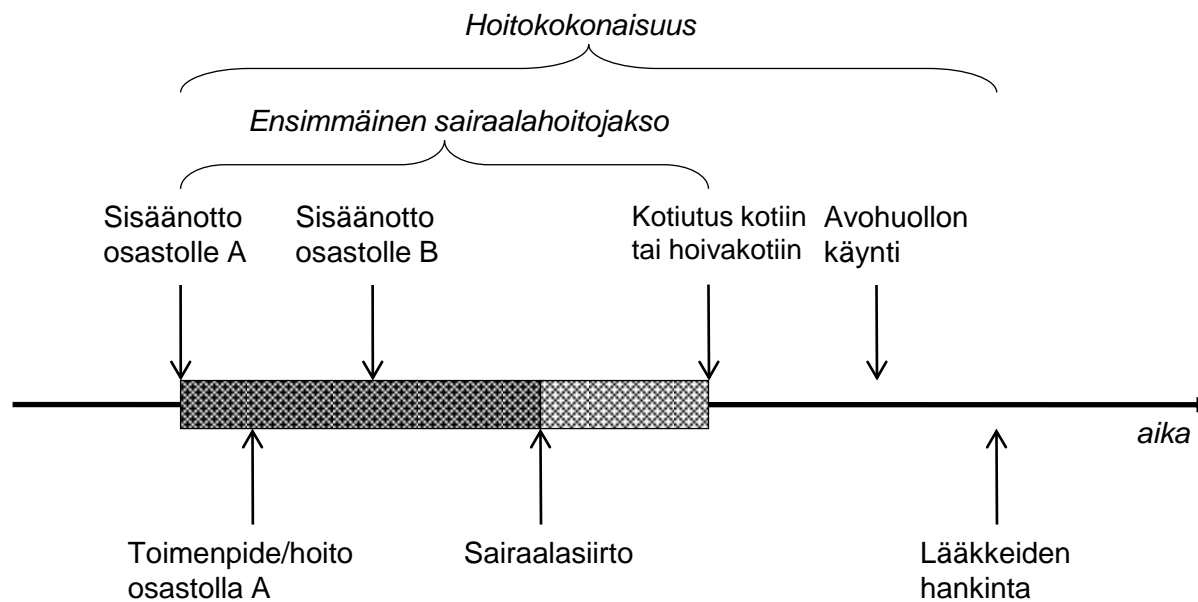 Hoitokokonaisuus
Ensimmäinen sairaalahoitojakso
Sisäänotto
osastolle A
Sisäänotto
osastolle B
Kotiutus kotiin
tai hoivakotiin
Avohuollon
käynti
aika
Toimenpide/hoito
osastolla A
Sairaalasiirto
Lääkkeiden
hankinta